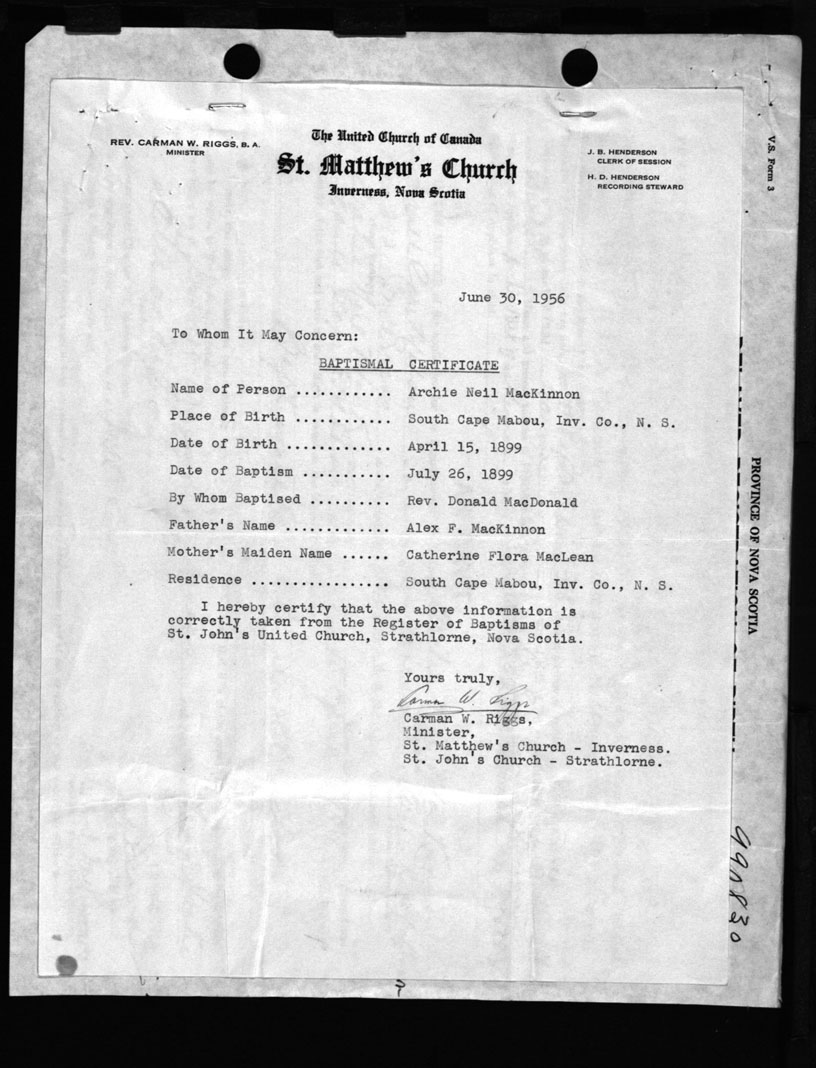 The United Church of Canada
St. Matthew's Church
Inverness, Nova Scotia
REV. CARMAN W. RIGGS, B. A.
MINISTER
J. B. HENDERSON
CLERK OF SESSION
H. D. HENDERSON
RECORDING STEWARD
V.S. Form 3
June 30, 1956
To Whom It May Concern:
BAPTISMAL CERTIFICATE
Name of Person ............ Archie Neil MacKinnon
Place of Birth ............ South Cape Mabou, Inv. Co., N. S.
Date of Birth ............. April 15, 1899
Date of Baptism ........... July 26, 1899
By Whom Baptised .......... Rev. Donald MacDonald
Father's Name ............. Alex F. MacKinnon
Mother's Maiden Name ...... Catherine Flora MacLean
Residence ................. South Cape Mabou, Inv. Co., N. S.
I hereby certify that the above information is
correctly taken from the Register of Baptisms of
St. John's United Church, Strathlorne, Nova Scotia.
Yours truly,
Carman W. Riggs
Carman W. Riggs,
Minister,
St. Matthew's Church - Inverness.
St. John's Church - Strathlorne.
PROVINCE OF NOVA SCOTIA